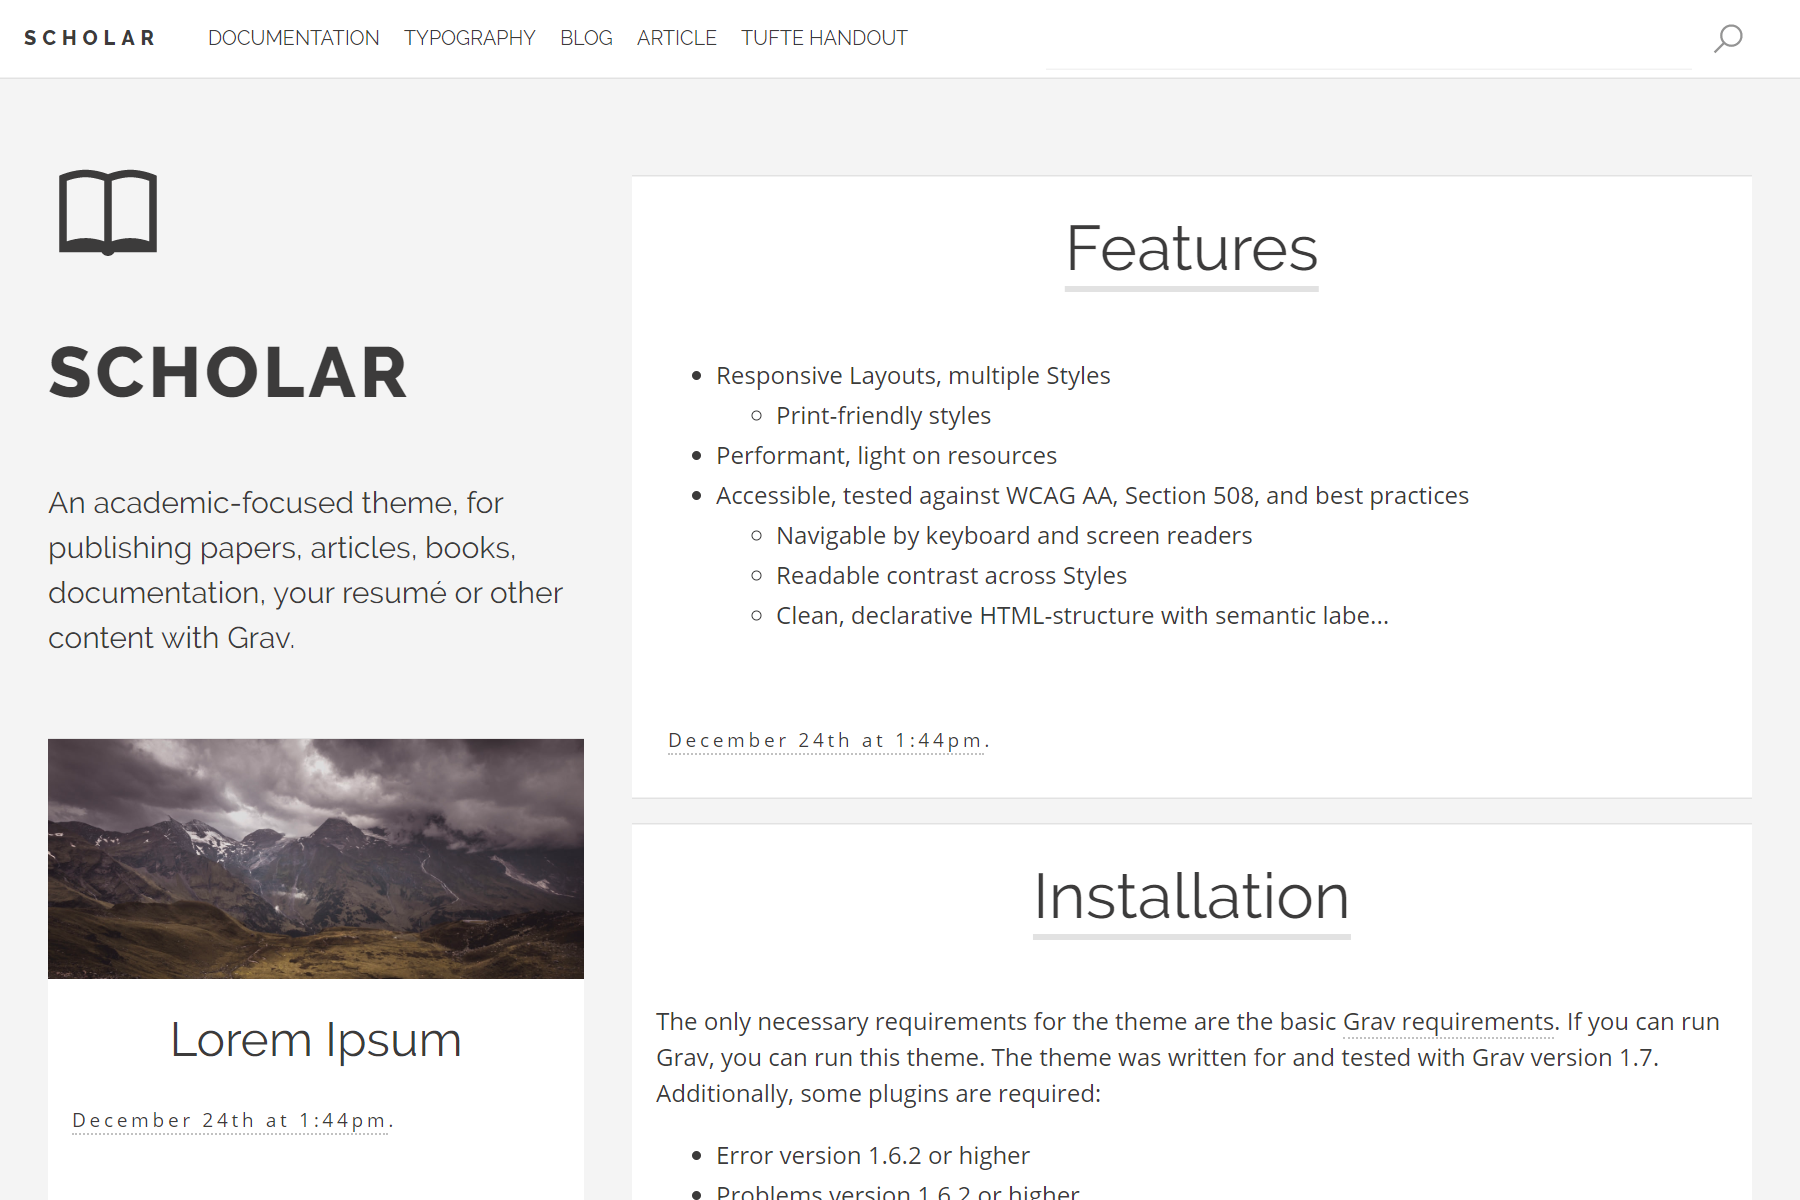 SCHOLAR
DOCUMENTATION TYPOGRAPHY BLOG ARTICLE TUFTE HANDOUT
SCHOLAR
An academic-focused theme, for
publishing papers, articles, books,
documentation, your resumé or other
content with Grav.
Lorem Ipsum
December 24th at 1:44pm.
Features
Responsive Layouts, multiple Styles
Print-friendly styles
Performant, light on resources
Accessible, tested against WCAG AA, Section 508, and best practices
Navigable by keyboard and screen readers
Readable contrast across Styles
Clean, declarative HTML-structure with semantic labe...
December 24th at 1:44pm.
Installation
The only necessary requirements for the theme are the basic Grav requirements. If you can run
Grav, you can run this theme. The theme was written for and tested with Grav version 1.7.
Additionally, some plugins are required:
Error version 1.6.2 or higher
Problems version 1.6.2 or higher